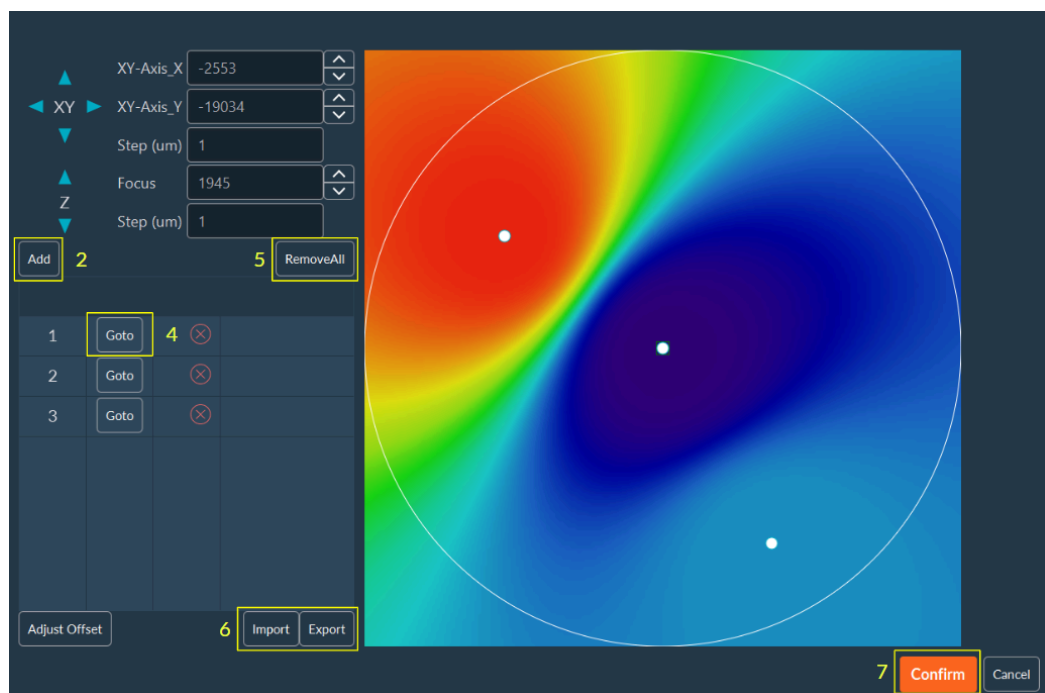 XY-Axis_X -2553
XY XY-Axis_Y -19034
Step (um) 1
Focus 1945
Z
Step (um) 1
Add 2 5 RemoveAll
1 Goto 4
2 Goto
3 Goto
Adjust Offset 6 Import Export
7 Confirm Cancel